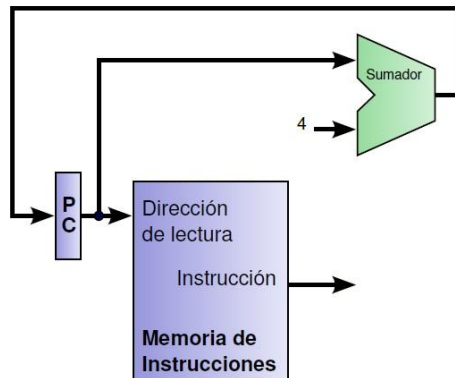 Sumador
4
P
C
Dirección
de lectura
Instrucción
Memoria de
Instrucciones